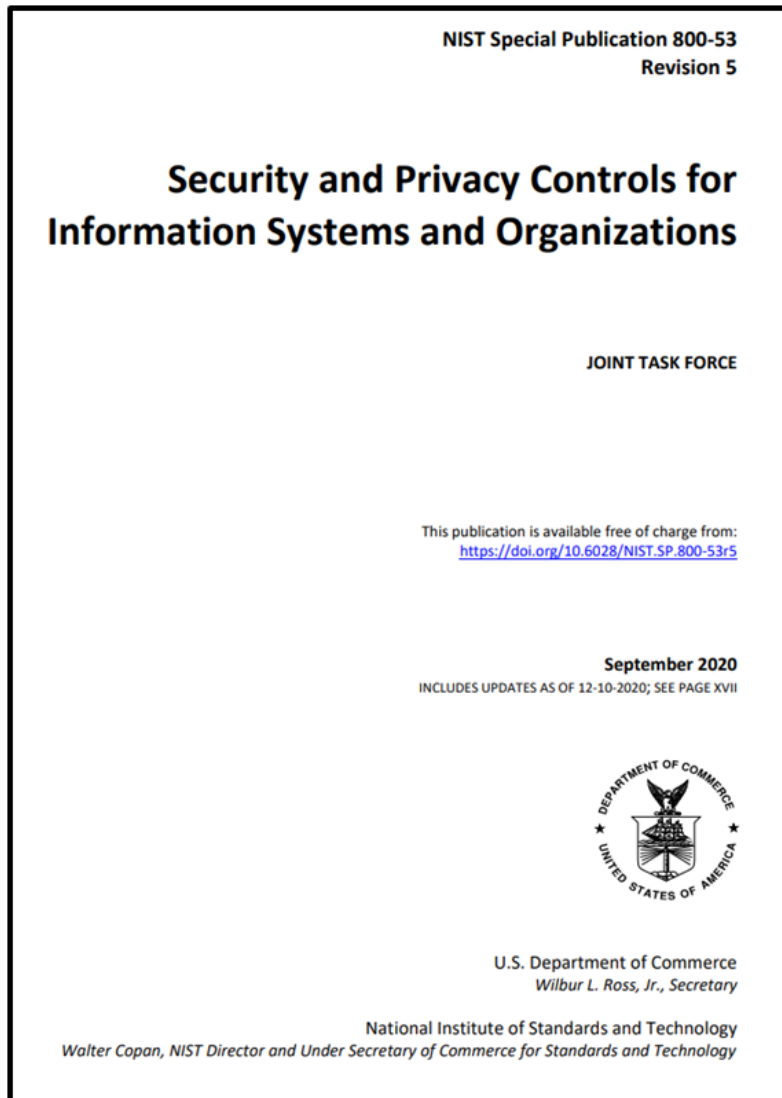 NIST Special Publication 800-53
Revision 5
Security and Privacy Controls for
Information Systems and Organizations
JOINT TASK FORCE
This publication is available free of charge from:
https://doi.org/10.6028/NIST.SP.800-53r5
September 2020
INCLUDES UPDATES AS OF 12-10-2020; SEE PAGE XVII
DEPARTMENT OF COMMERCE
UNITED STATES OF AMERICA
U.S. Department of Commerce
Wilbur L. Ross, Jr., Secretary
National Institute of Standards and Technology
Walter Copan, NIST Director and Under Secretary of Commerce for Standards and Technology